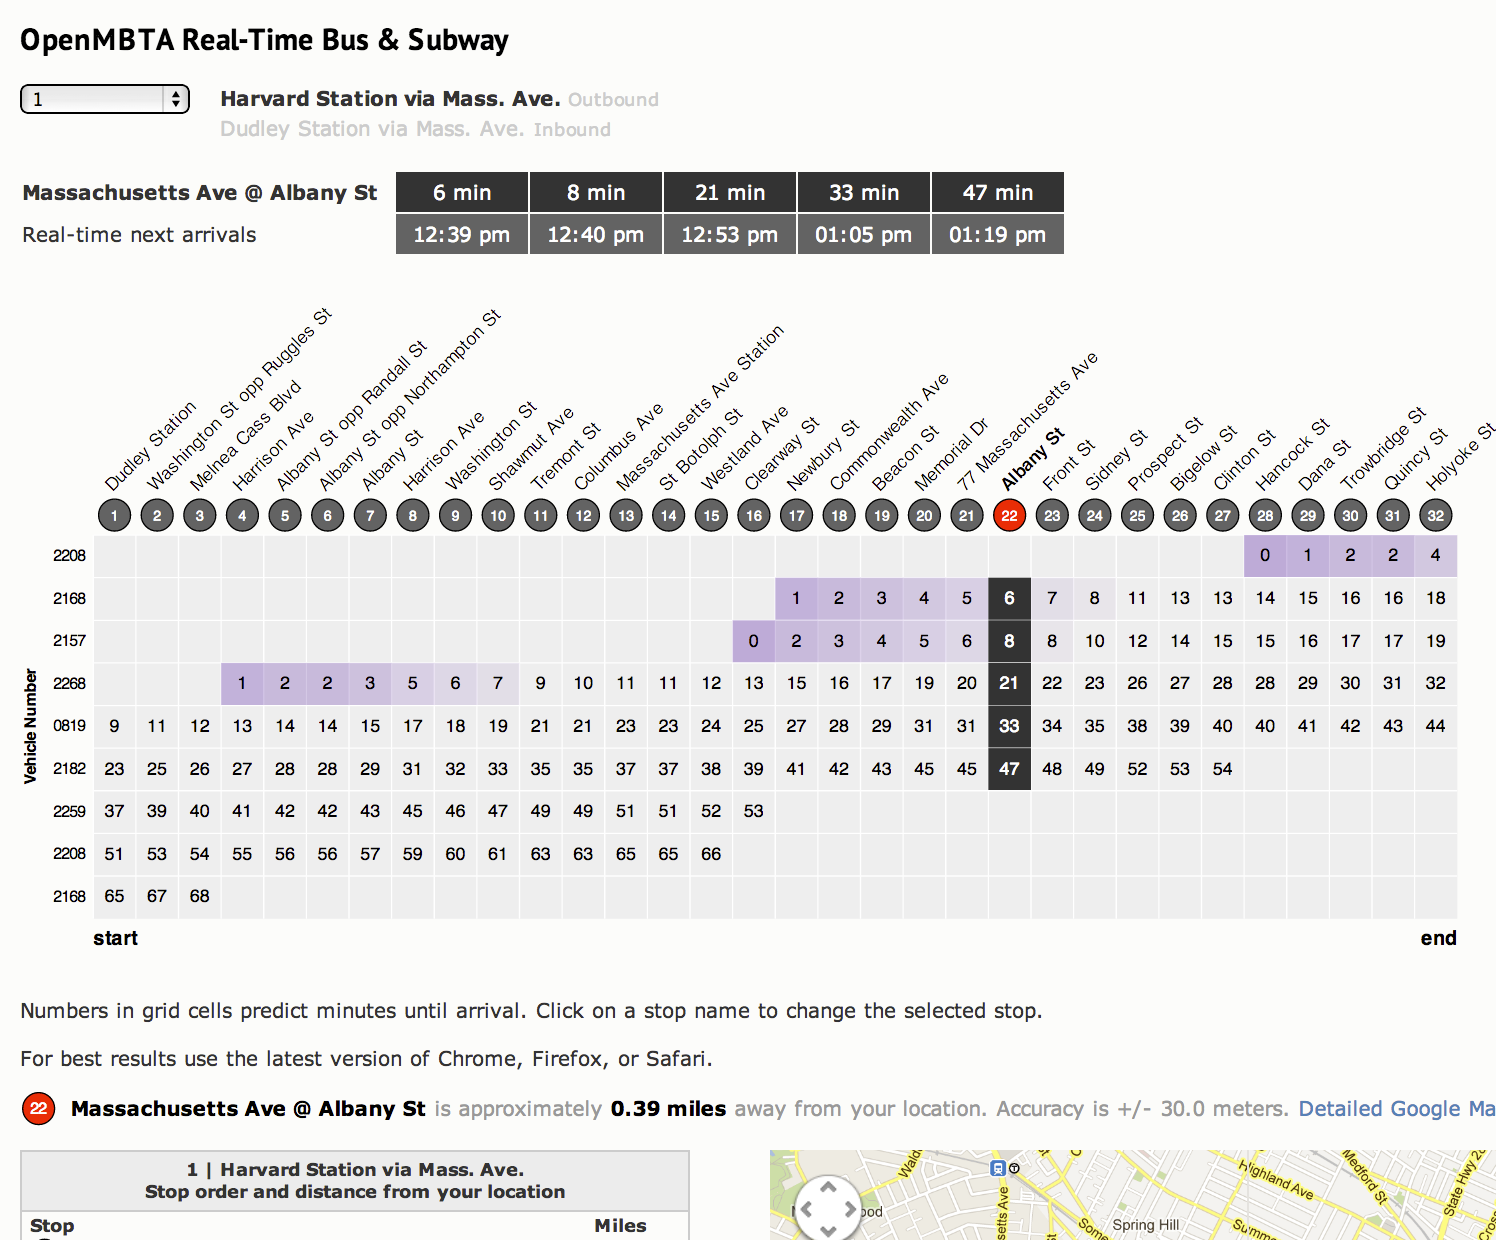 OpenMBTA Real-Time Bus & Subway
1
Harvard Station via Mass. Ave. Outbound
Dudley Station via Mass. Ave. Inbound
Massachusetts Ave @ Albany St 6 min 8 min 21 min 33 min 47 min
Real-time next arrivals 12:39 pm 12:40 pm 12:53 pm 01:05 pm 01:19 pm
Dudley Station
Washington St opp Ruggles St
Melnea Cass Blvd
Harrison Ave
Albany St opp Randall St
Albany St opp Northampton St
Albany St
Harrison Ave
Washington St
Shawmut Ave
Tremont St
Columbus Ave
Massachusetts Ave Station
St Botolph St
Westland Ave
Clearway St
Newbury St
Commonwealth Ave
Beacon St
Memorial Dr
77 Massachusetts Ave
Albany St
Front St
Sidney St
Prospect St
Bigelow St
Clinton St
Hancock St
Dana St
Trowbridge St
Quincy St
Holyoke St
1 2 3 4 5 6 7 8 9 10 11 12 13 14 15 16 17 18 19 20 21 22 23 24 25 26 27 28 29 30 31 32
Vehicle Number
2208 0 1 2 2 4
2168 1 2 3 4 5 6 7 8 11 13 13 14 15 16 16 18
2157 0 2 3 4 5 6 8 8 10 12 14 15 15 16 17 17 19
2268 1 2 2 3 5 6 7 9 10 11 11 12 13 15 16 17 19 20 21 22 23 26 27 28 28 29 30 31 32
0819 9 11 12 13 14 14 15 17 18 19 21 21 23 23 24 25 27 28 29 31 31 33 34 35 38 39 40 40 41 42 43 44
2182 23 25 26 27 28 28 29 31 32 33 35 35 37 37 38 39 41 42 43 45 45 47 48 49 52 53 54
2259 37 39 40 41 42 42 43 45 46 47 49 49 51 51 52 53
2208 51 53 54 55 56 56 57 59 60 61 63 63 65 65 66
2168 65 67 68
start end
Numbers in grid cells predict minutes until arrival. Click on a stop name to change the selected stop.
For best results use the latest version of Chrome, Firefox, or Safari.
22 Massachusetts Ave @ Albany St is approximately 0.39 miles away from your location. Accuracy is +/- 30.0 meters. Detailed Google Ma
1 | Harvard Station via Mass. Ave.
Stop order and distance from your location
Stop Miles
Highland Ave
Medford St
State Hwy 2
Spring Hill